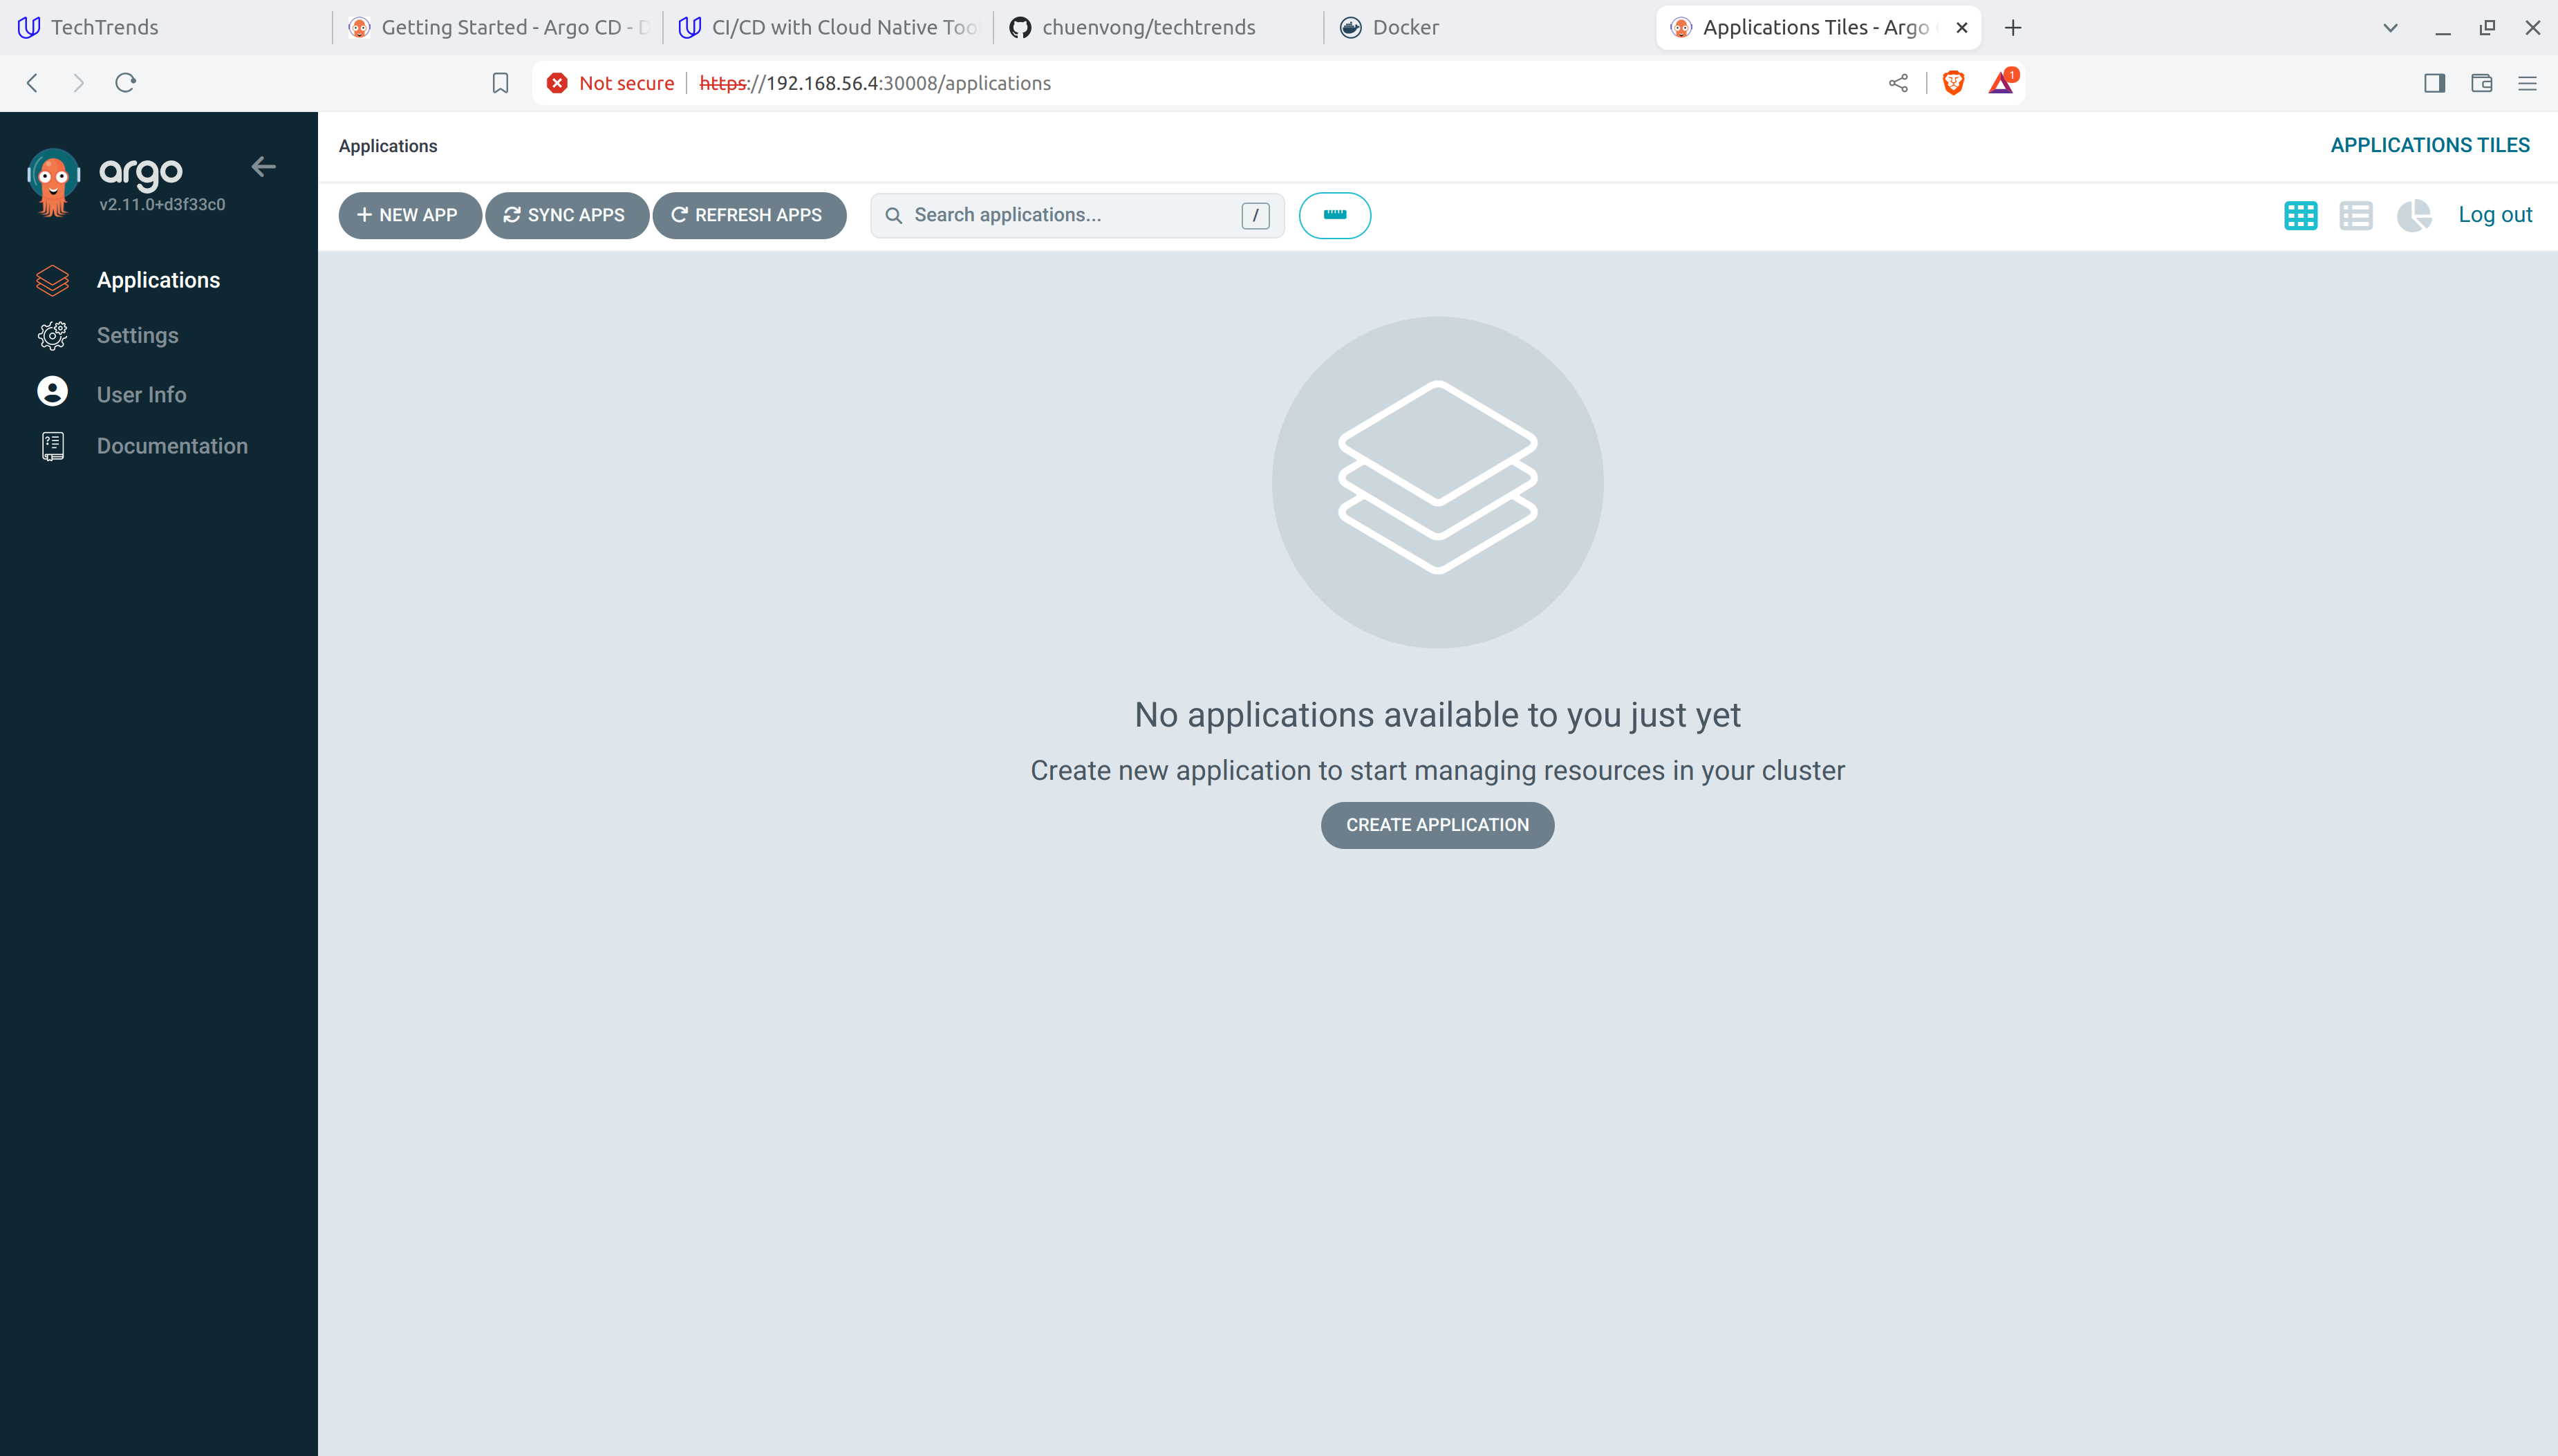 TechTrends
Getting Started - Argo CD - D
CI/CD with Cloud Native Too
chuenvong/techtrends
Docker
Applications Tiles - Argo
Not secure
https://192.168.56.4:30008/applications
1
argo
v2.11.0+d3f33c0
Applications
Settings
User Info
Documentation
Applications
APPLICATIONS TILES
NEW APP
SYNC APPS
REFRESH APPS
Search applications...
/
Log out
No applications available to you just yet
Create new application to start managing resources in your cluster
CREATE APPLICATION